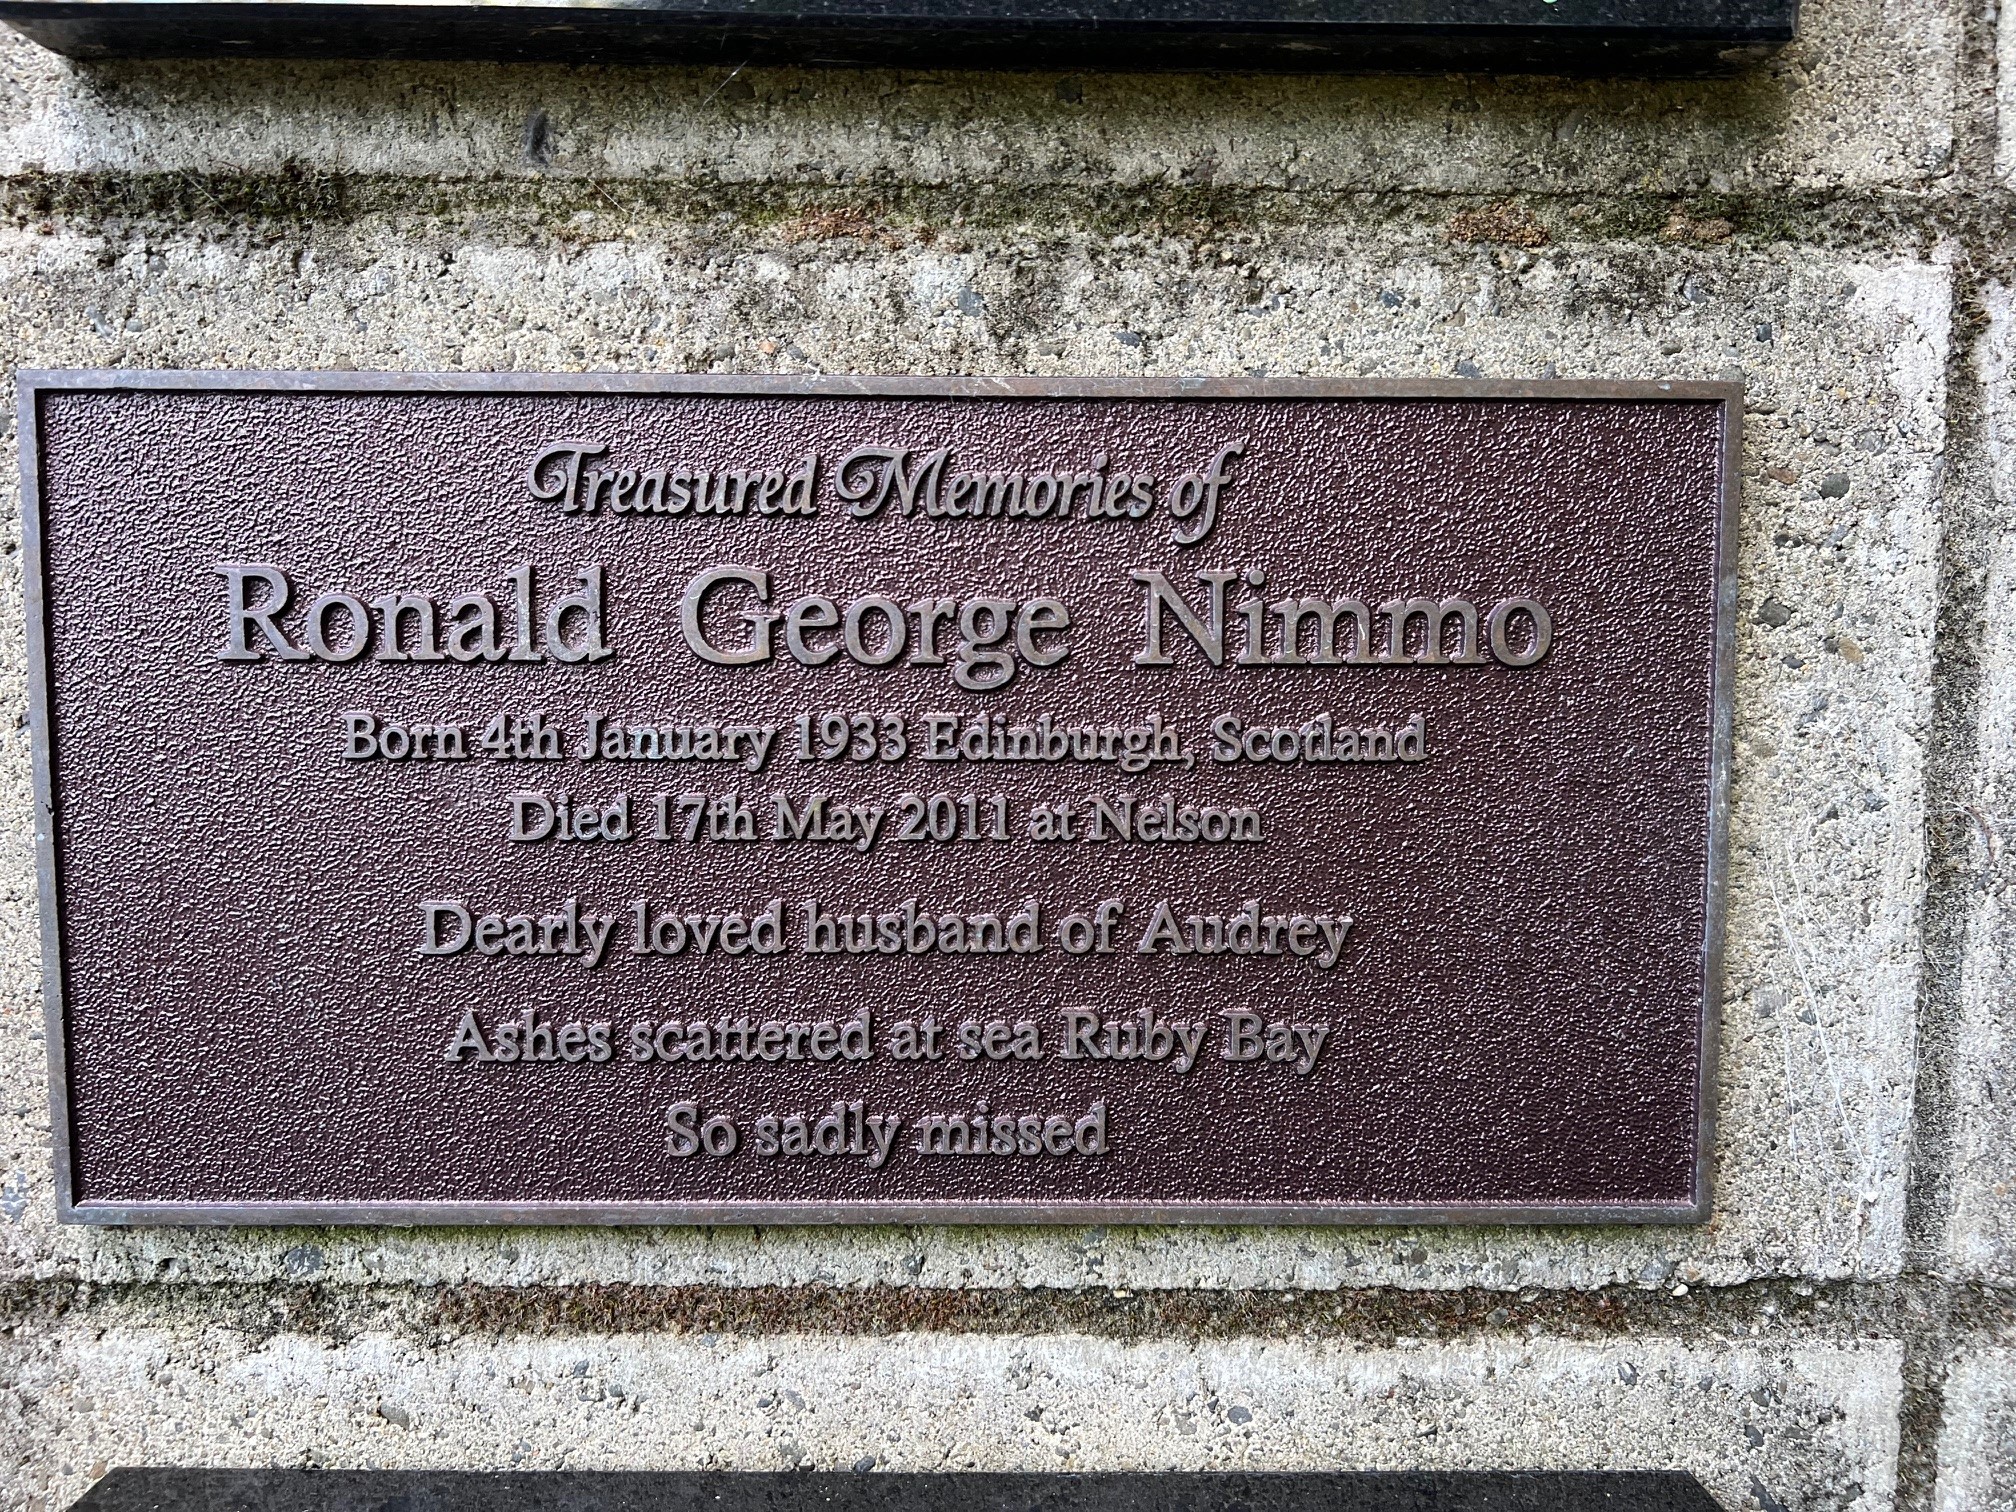 Treasured Memories of
Ronald George Nimmo
Born 4th January 1933 Edinburgh, Scotland
Died 17th May 2011 at Nelson
Dearly loved husband of Audrey
Ashes scattered at sea Ruby Bay
So sadly missed